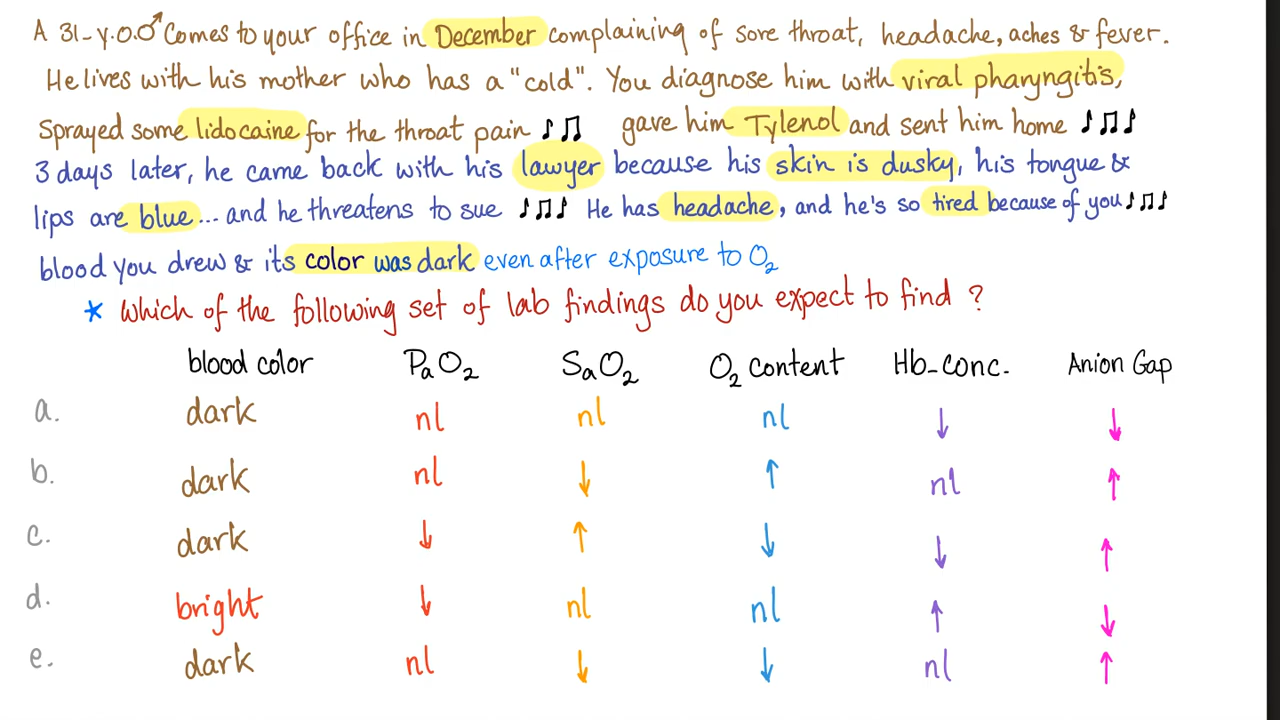 A 31-y.o.♂ Comes to your office in December complaining of sore throat, headache, aches & fever.
He lives with his mother who has a "cold". You diagnose him with viral pharyngitis,
Sprayed some lidocaine for the throat pain ♪♫ gave him Tylenol and sent him home ♪♫♪
3 days later, he came back with his lawyer because his skin is dusky, his tongue &
lips are blue... and he threatens to sue ♪♫♪ He has headache, and he's so tired because of you ♪♫♪
blood you drew & its color was dark even after exposure to O₂
* Which of the following set of lab findings do you expect to find ?
blood color PaO₂ SaO₂ O₂ content Hb-conc. Anion Gap
a. dark nl nl nl ↓ ↓
b. dark nl ↓ ↑ nl ↑
c. dark ↓ ↑ ↓ ↓ ↑
d. bright ↓ nl nl ↑ ↓
e. dark nl ↓ ↓ nl ↑